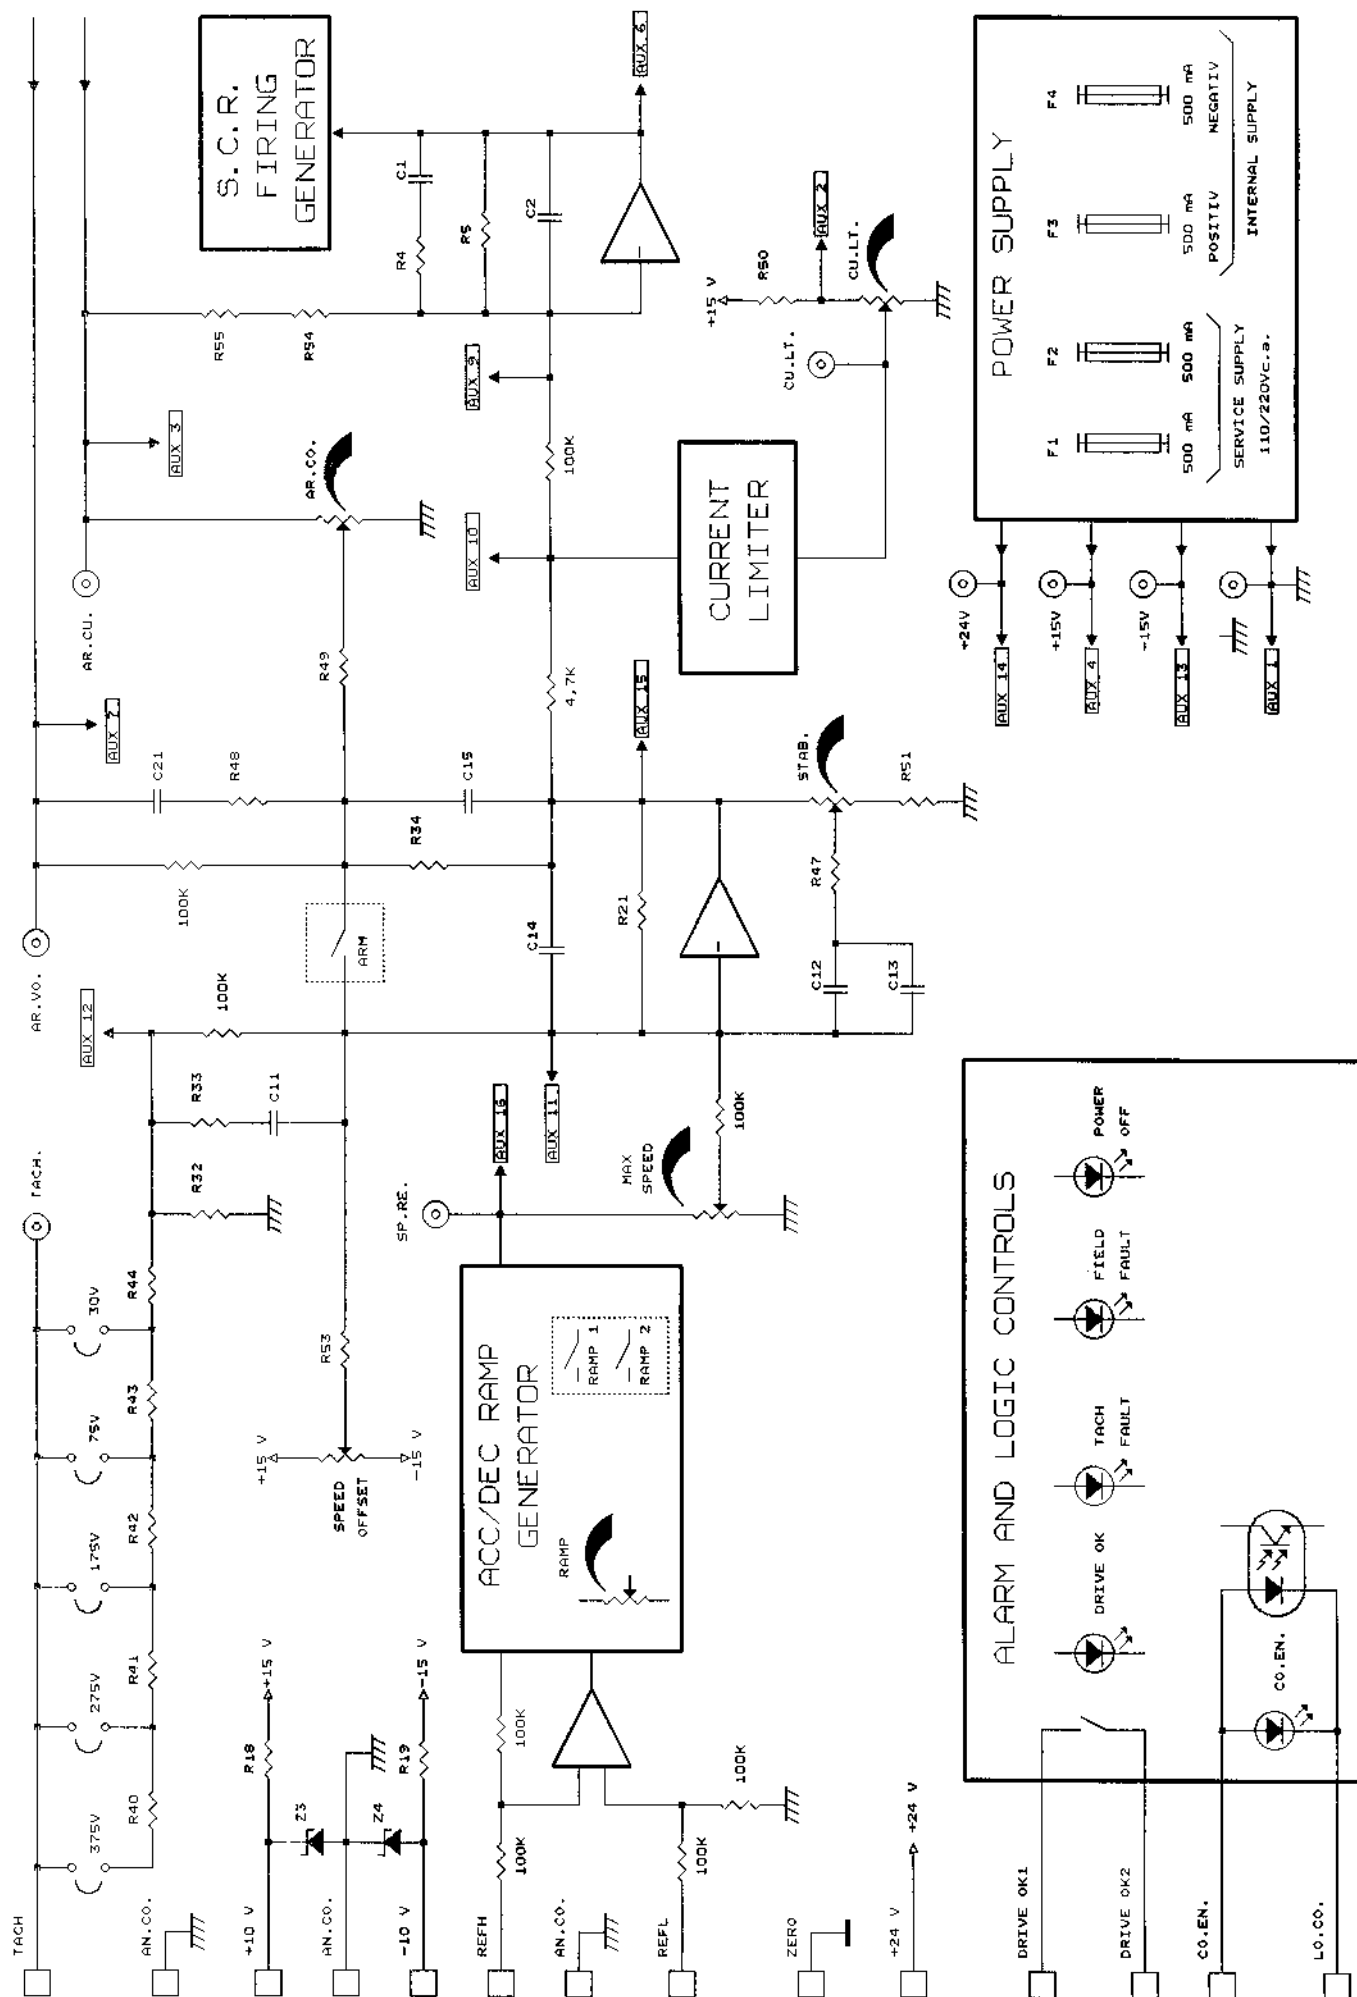 TACH
AN.CO.
+10 V
AN.CO.
-10 V
REFH
AN.CO.
REFL
ZERO
+24 V
+24 V
DRIVE OK1
DRIVE OK2
CO.EN.
LO.CO.
375V
275V
175V
75V
30V
TACH.
R40
R41
R42
R43
R44
R32
R33
C11
100K
AUX 12
R18
+15 V
Z3
Z4
R19
-15 V
+15 V
-15 V
SPEED
OFFSET
R53
100K
100K
100K
100K
ACC/DEC RAMP
GENERATOR
RAMP
RAMP 1
RAMP 2
SP.RE.
AUX 16
AUX 11
MAX
SPEED
100K
AR.VO.
100K
ARM
C21
R48
R34
C15
C14
R21
AUX 15
C12
C13
R47
STAB.
R51
AUX 7
AR.CU.
AUX 3
R49
AR.CO.
4,7K
AUX 10
100K
AUX 9
CURRENT
LIMITER
CU.LT.
+15 V
R50
AUX 2
CU.LT.
R55
R54
R4
C1
R5
C2
AUX 6
S.C.R.
FIRING
GENERATOR
POWER SUPPLY
F1
F2
F3
F4
500 mA
500 mA
500 mA
500 mA
POSITIV
NEGATIV
SERVICE SUPPLY
110/220Vc.a.
INTERNAL SUPPLY
+24V
+15V
-15V
AUX 14
AUX 4
AUX 13
AUX 1
ALARM AND LOGIC CONTROLS
DRIVE OK
TACH
FAULT
FIELD
FAULT
POWER
OFF
CO.EN.